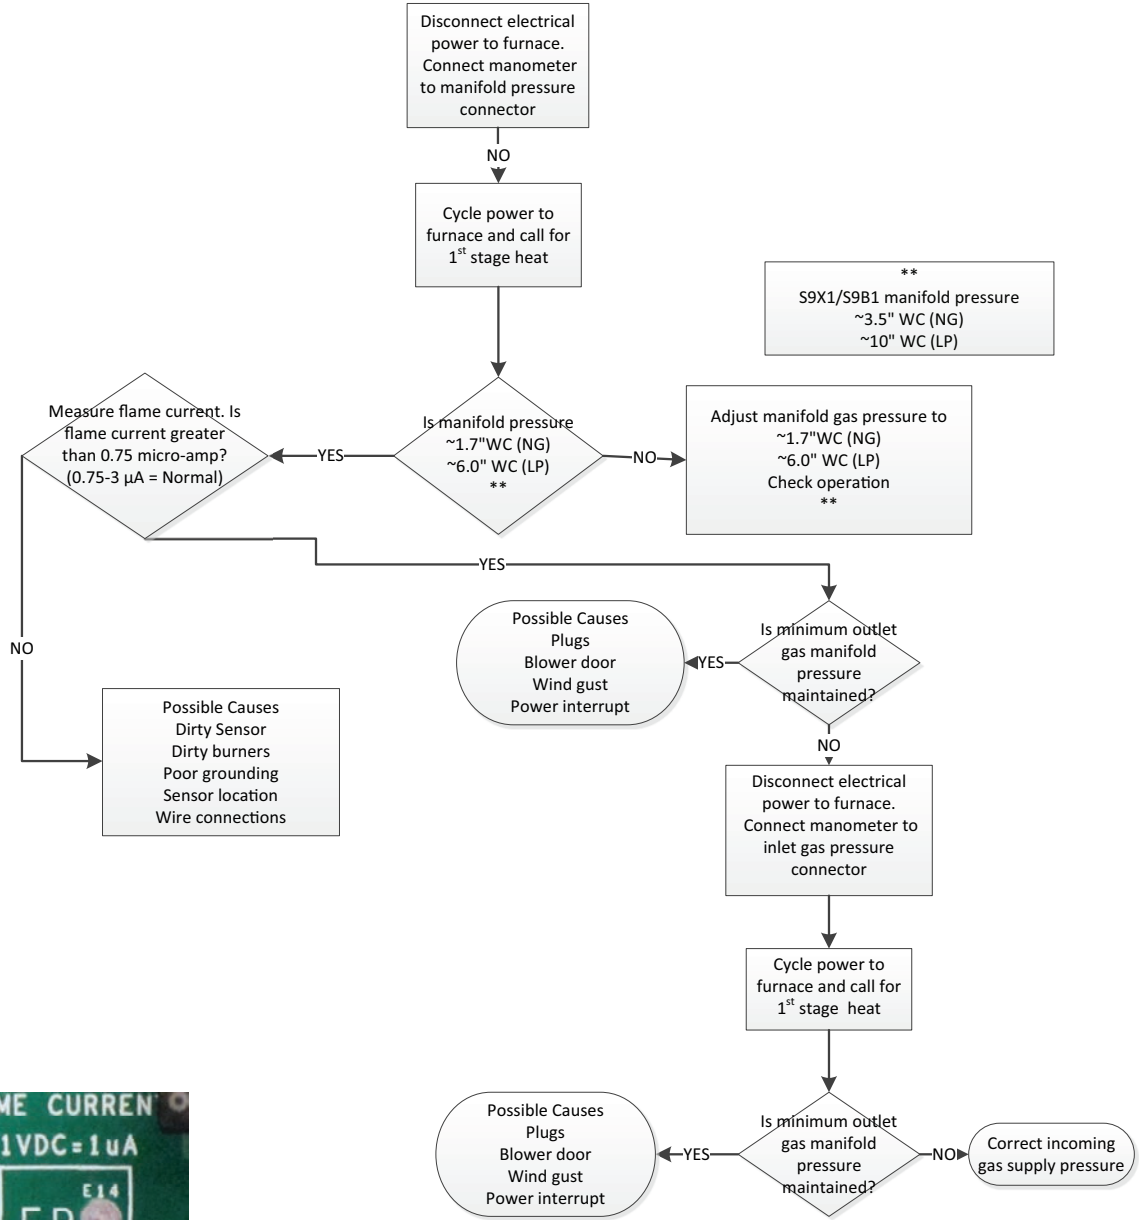 Disconnect electrical
power to furnace.
Connect manometer
to manifold pressure
connector
NO
Cycle power to
furnace and call for
1st stage heat
**
S9X1/S9B1 manifold pressure
~3.5" WC (NG)
~10" WC (LP)
Measure flame current. Is
flame current greater
than 0.75 micro-amp?
(0.75-3 µA = Normal)
YES
Is manifold pressure
~1.7"WC (NG)
~6.0" WC (LP)
**
NO
Adjust manifold gas pressure to
~1.7"WC (NG)
~6.0" WC (LP)
Check operation
**
YES
NO
Possible Causes
Dirty Sensor
Dirty burners
Poor grounding
Sensor location
Wire connections
Possible Causes
Plugs
Blower door
Wind gust
Power interrupt
YES
Is minimum outlet
gas manifold
pressure
maintained?
NO
Disconnect electrical
power to furnace.
Connect manometer to
inlet gas pressure
connector
Cycle power to
furnace and call for
1st stage heat
Possible Causes
Plugs
Blower door
Wind gust
Power interrupt
YES
Is minimum outlet
gas manifold
pressure
maintained?
NO
Correct incoming
gas supply pressure
ME CURREN
1VDC=1uA
E14